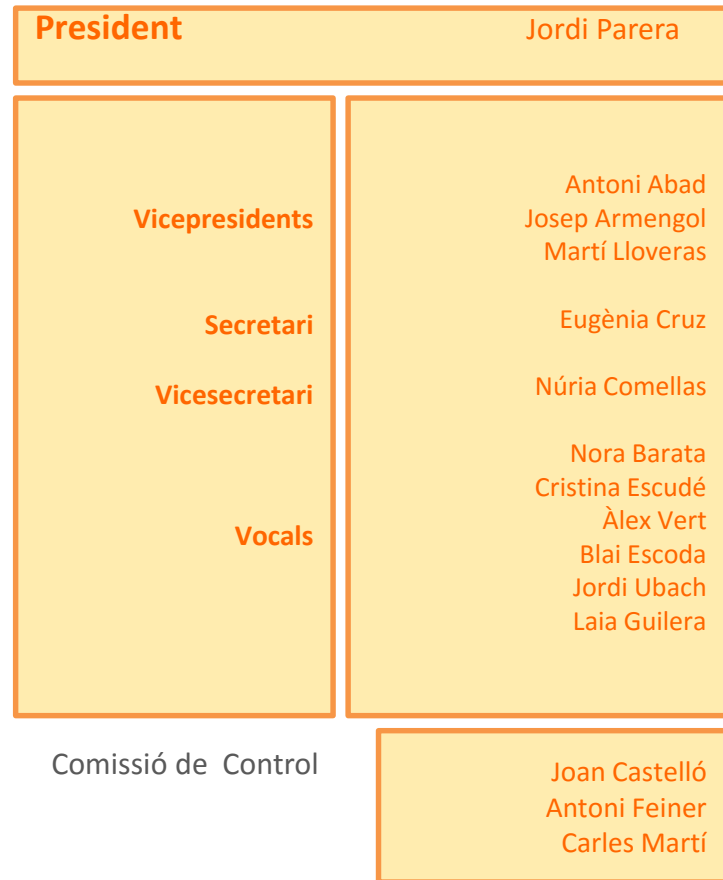 President Jordi Parera
Vicepresidents
Antoni Abad
Josep Armengol
Martí Lloveras
Secretari Eugènia Cruz
Vicesecretari Núria Comellas
Vocals
Nora Barata
Cristina Escudé
Àlex Vert
Blai Escoda
Jordi Ubach
Laia Guilera
Comissió de Control
Joan Castelló
Antoni Feiner
Carles Martí